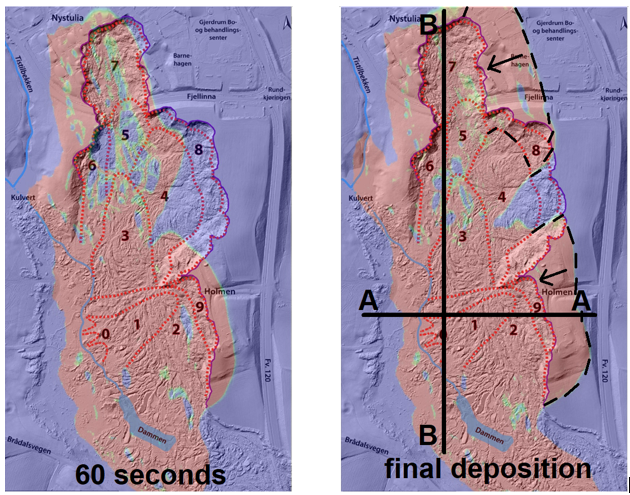 Nystulia
Gjerdrum Bo-
og behandlings-
senter
Tistilbekken
Barne-
hagen
Rund-
kjøringen
Fjellinna
7
5
8
6
4
Kulvert
3
Holmen
9
0
1
2
Fv. 120
Dammen
Brådalsvegen
60 seconds
B
Nystulia
Gjerdrum Bo-
og behandlings-
senter
Tistilbekken
Barne-
hagen
Rund-
kjøringen
Fjellinna
7
5
8
6
4
Kulvert
3
Holmen
A
A
9
1
2
Fv. 120
Dammen
B
Brådalsvegen
final deposition